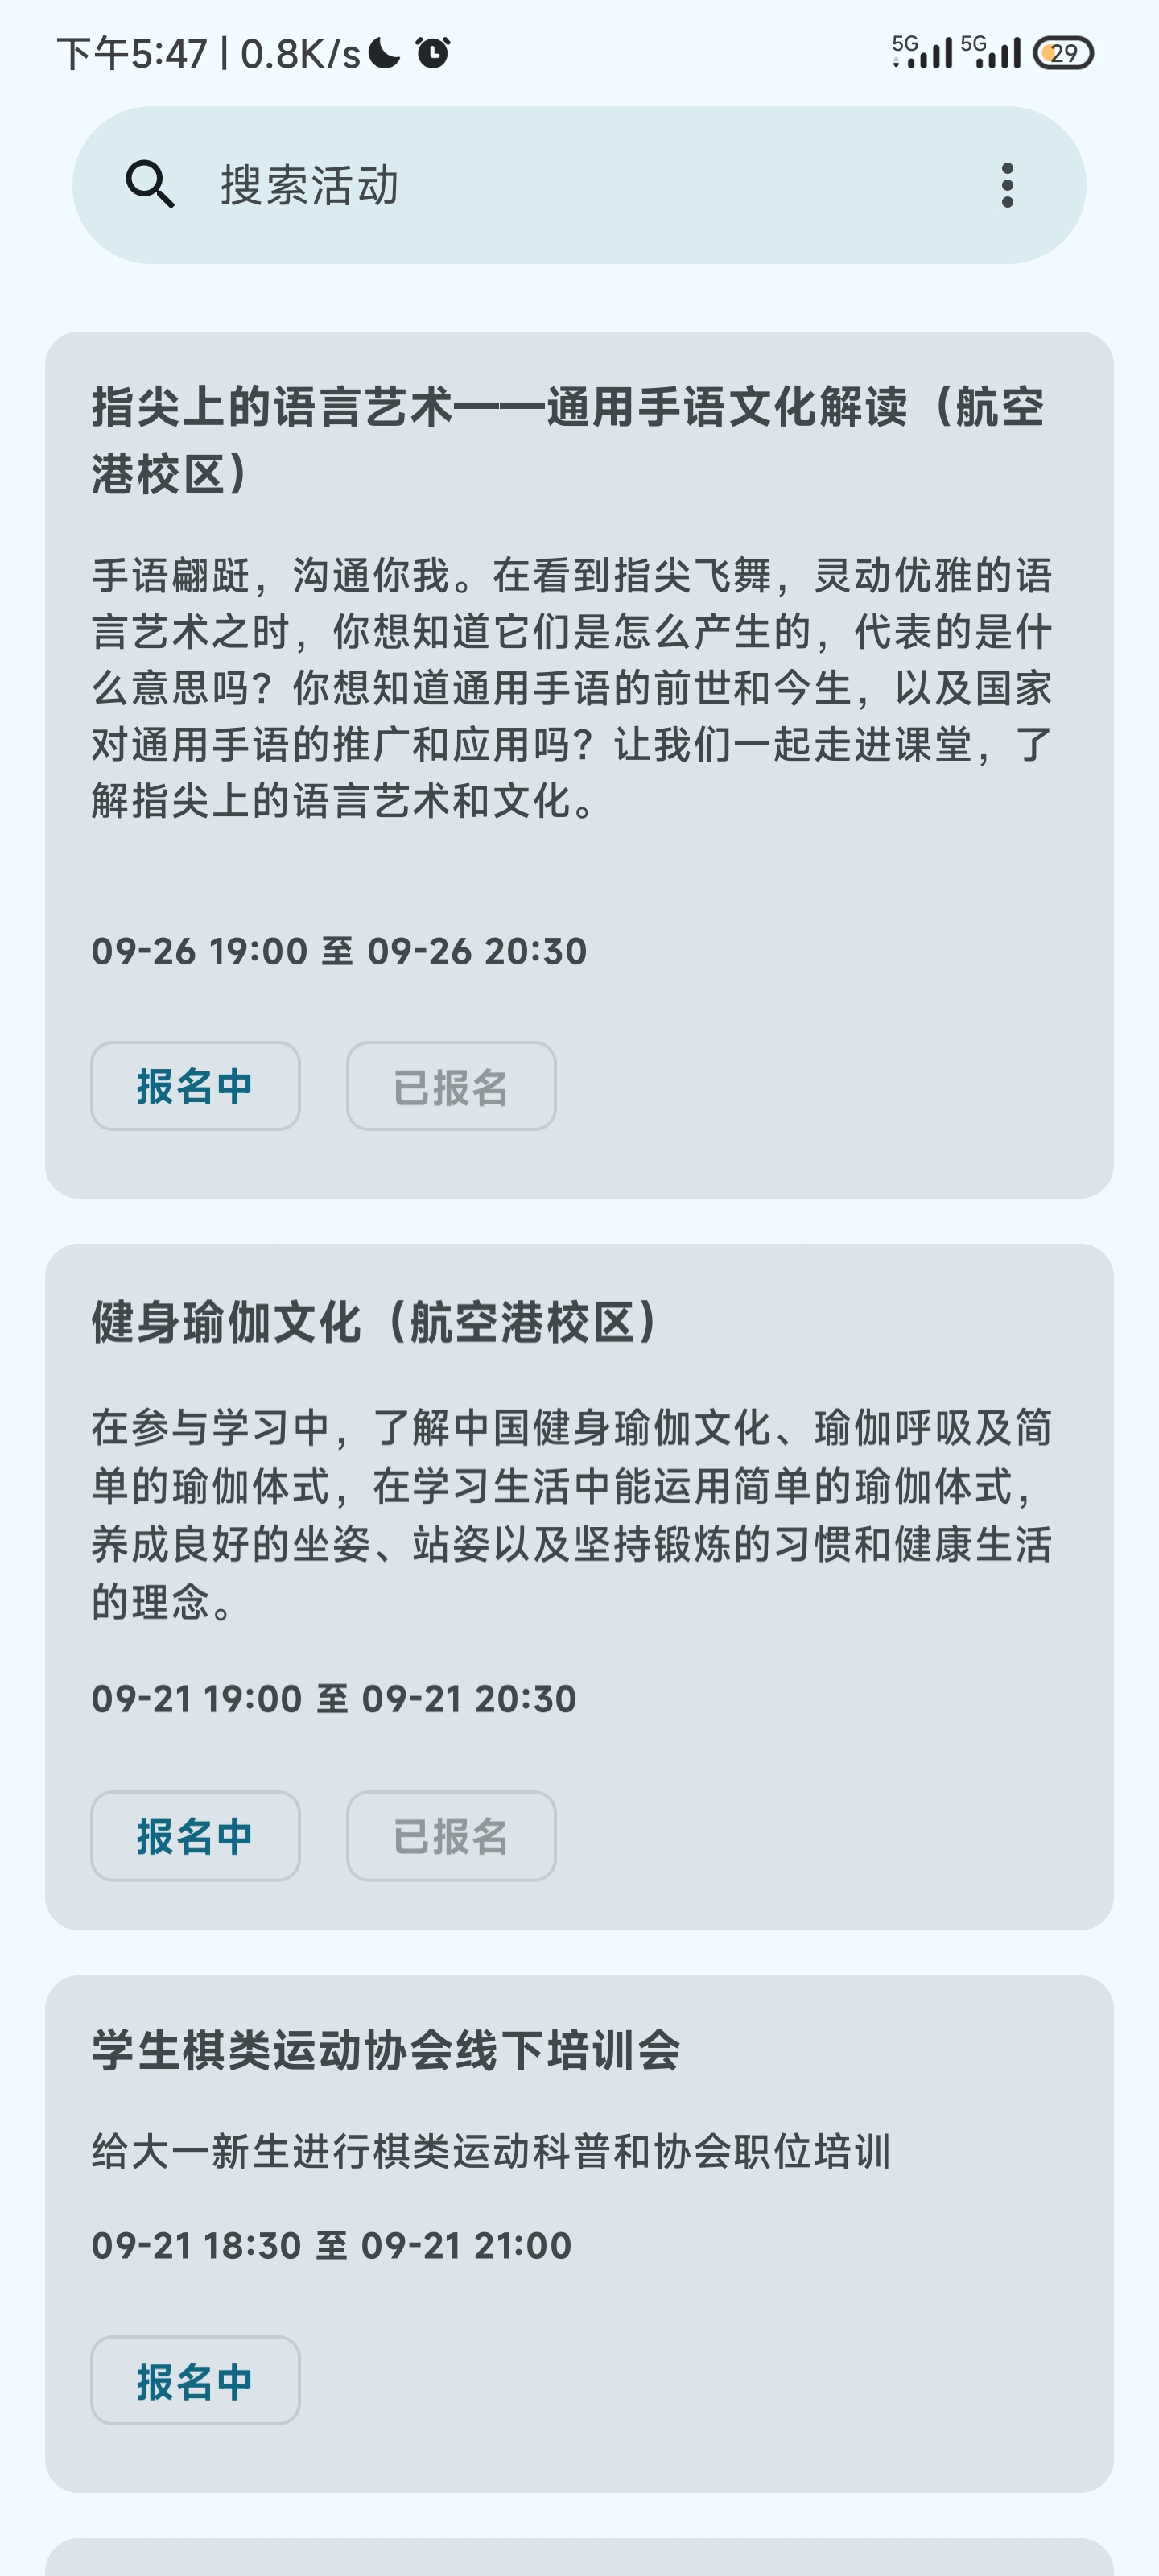 下午5:47 | 0.8K/s 5G 5G 29
搜索活动
指尖上的语言艺术——通用手语文化解读（航空
港校区）
手语翩跹，沟通你我。在看到指尖飞舞，灵动优雅的语
言艺术之时，你想知道它们是怎么产生的，代表的是什
么意思吗？你想知道通用手语的前世和今生，以及国家
对通用手语的推广和应用吗？让我们一起走进课堂，了
解指尖上的语言艺术和文化。
09-26 19:00 至 09-26 20:30
报名中 已报名
健身瑜伽文化（航空港校区）
在参与学习中，了解中国健身瑜伽文化、瑜伽呼吸及简
单的瑜伽体式，在学习生活中能运用简单的瑜伽体式，
养成良好的坐姿、站姿以及坚持锻炼的习惯和健康生活
的理念。
09-21 19:00 至 09-21 20:30
报名中 已报名
学生棋类运动协会线下培训会
给大一新生进行棋类运动科普和协会职位培训
09-21 18:30 至 09-21 21:00
报名中